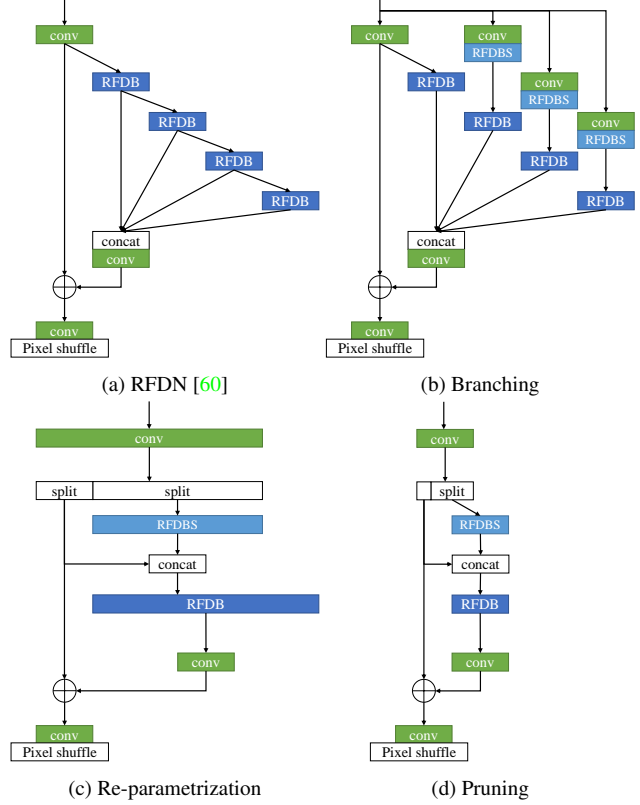 conv
RFDB
RFDB
RFDB
RFDB
concat
conv
conv
Pixel shuffle
(a) RFDN [60]
conv
conv
RFDBS
RFDB
conv
RFDBS
RFDB
conv
RFDBS
RFDB
RFDB
concat
conv
conv
Pixel shuffle
(b) Branching
conv
split split
RFDBS
concat
RFDB
conv
conv
Pixel shuffle
(c) Re-parametrization
conv
split
RFDBS
concat
RFDB
conv
conv
Pixel shuffle
(d) Pruning